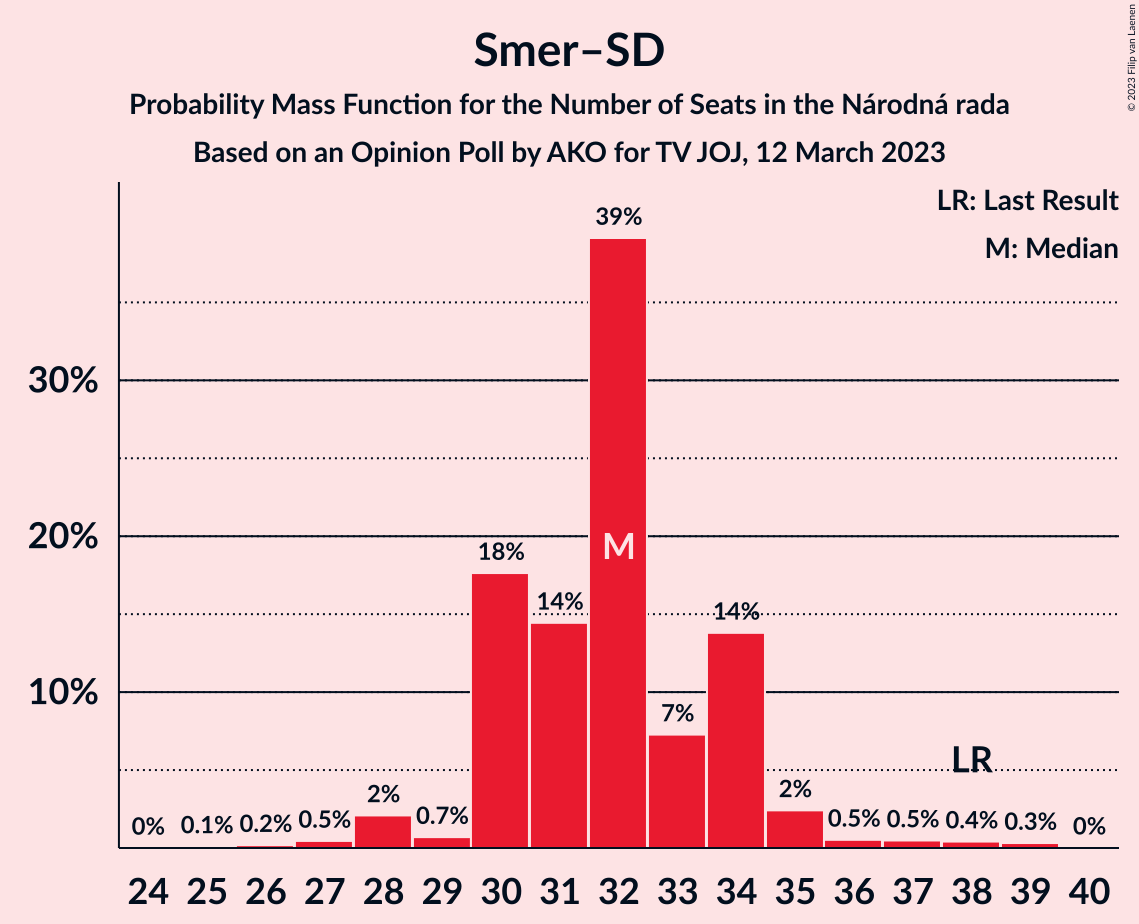 Smer–SD
Probability Mass Function for the Number of Seats in the Národná rada
Based on an Opinion Poll by AKO for TV JOJ, 12 March 2023
© 2023 Filip van Laenen
LR: Last Result
M: Median
30%
20%
10%
0%
0.1%
0.2%
0.5%
2%
0.7%
18%
14%
39%
7%
14%
2%
0.5%
0.5%
0.4%
0.3%
0%
M
LR
24 25 26 27 28 29 30 31 32 33 34 35 36 37 38 39 40